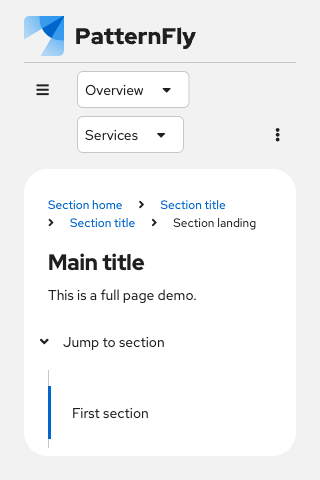 PatternFly
Overview
Services
Section home Section title
Section title Section landing
Main title
This is a full page demo.
Jump to section
First section